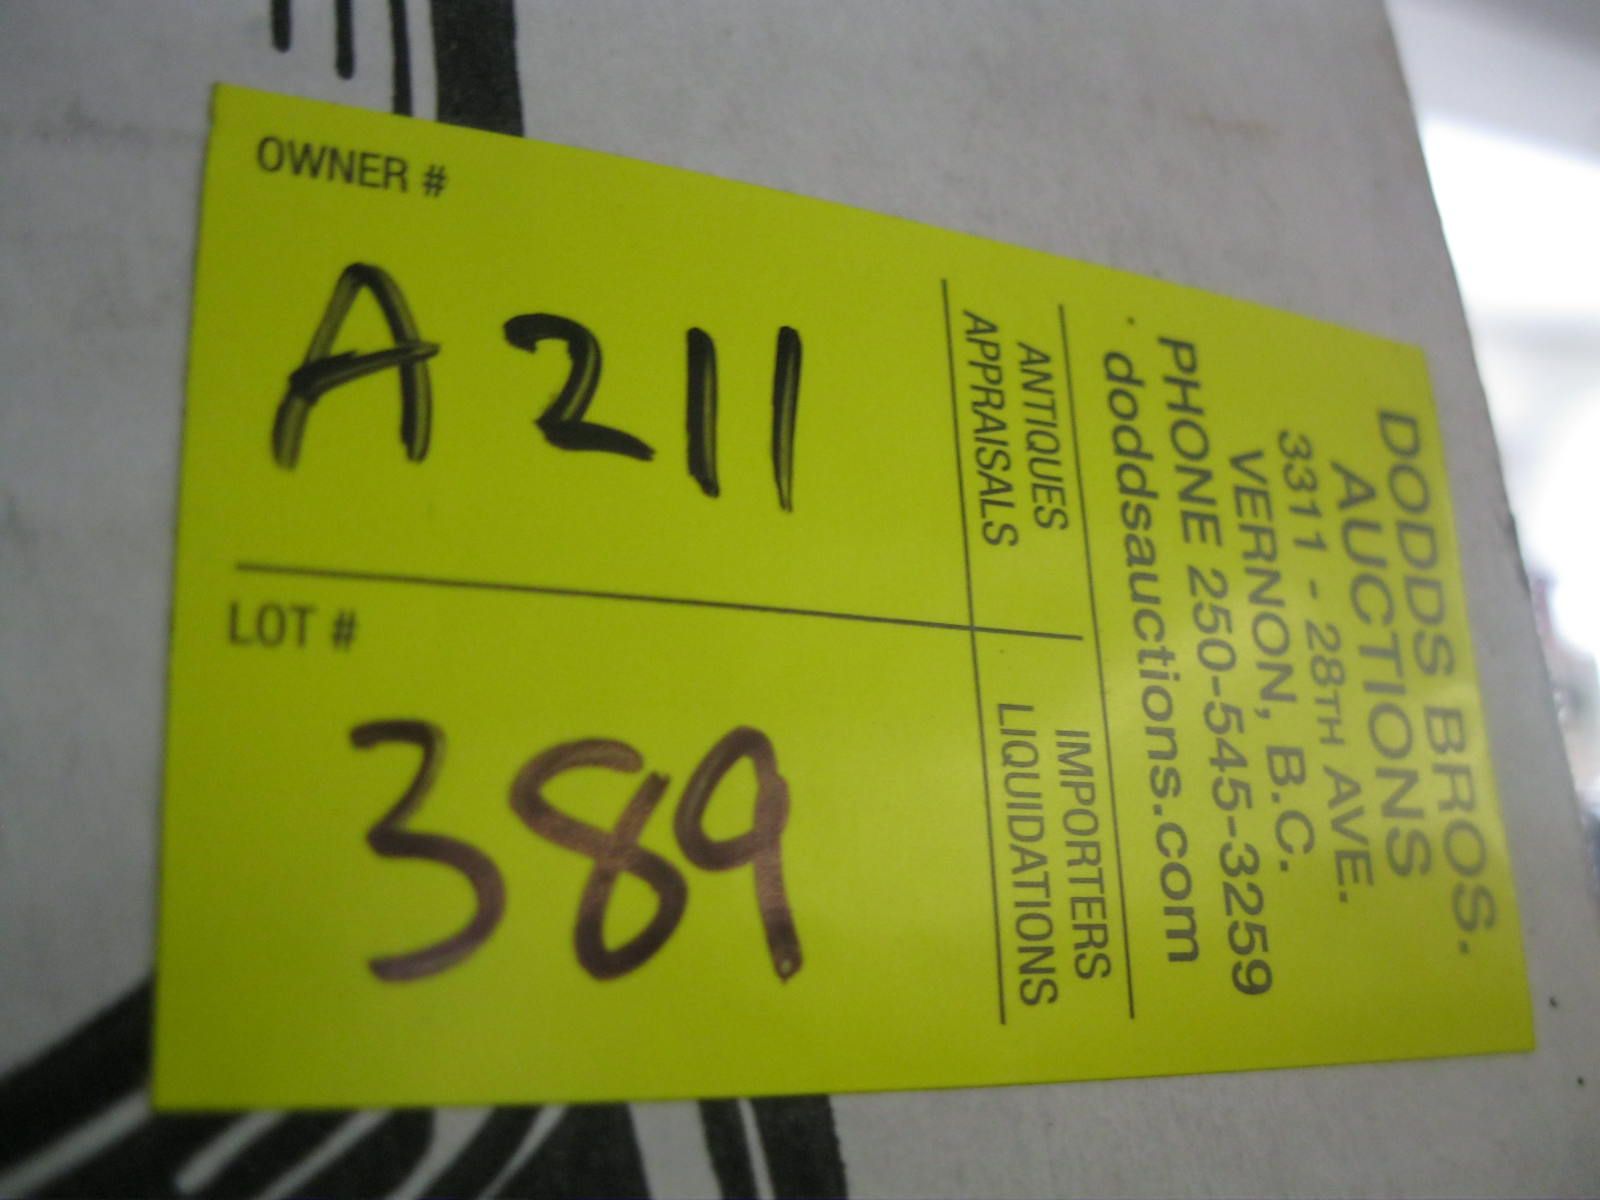 OWNER #
A211
LOT #
389
DODDS BROS.
AUCTIONS
3311 - 28TH AVE.
VERNON, B.C.
PHONE 250-545-3259
doddsauctions.com
ANTIQUES
APPRAISALS
IMPORTERS
LIQUIDATIONS